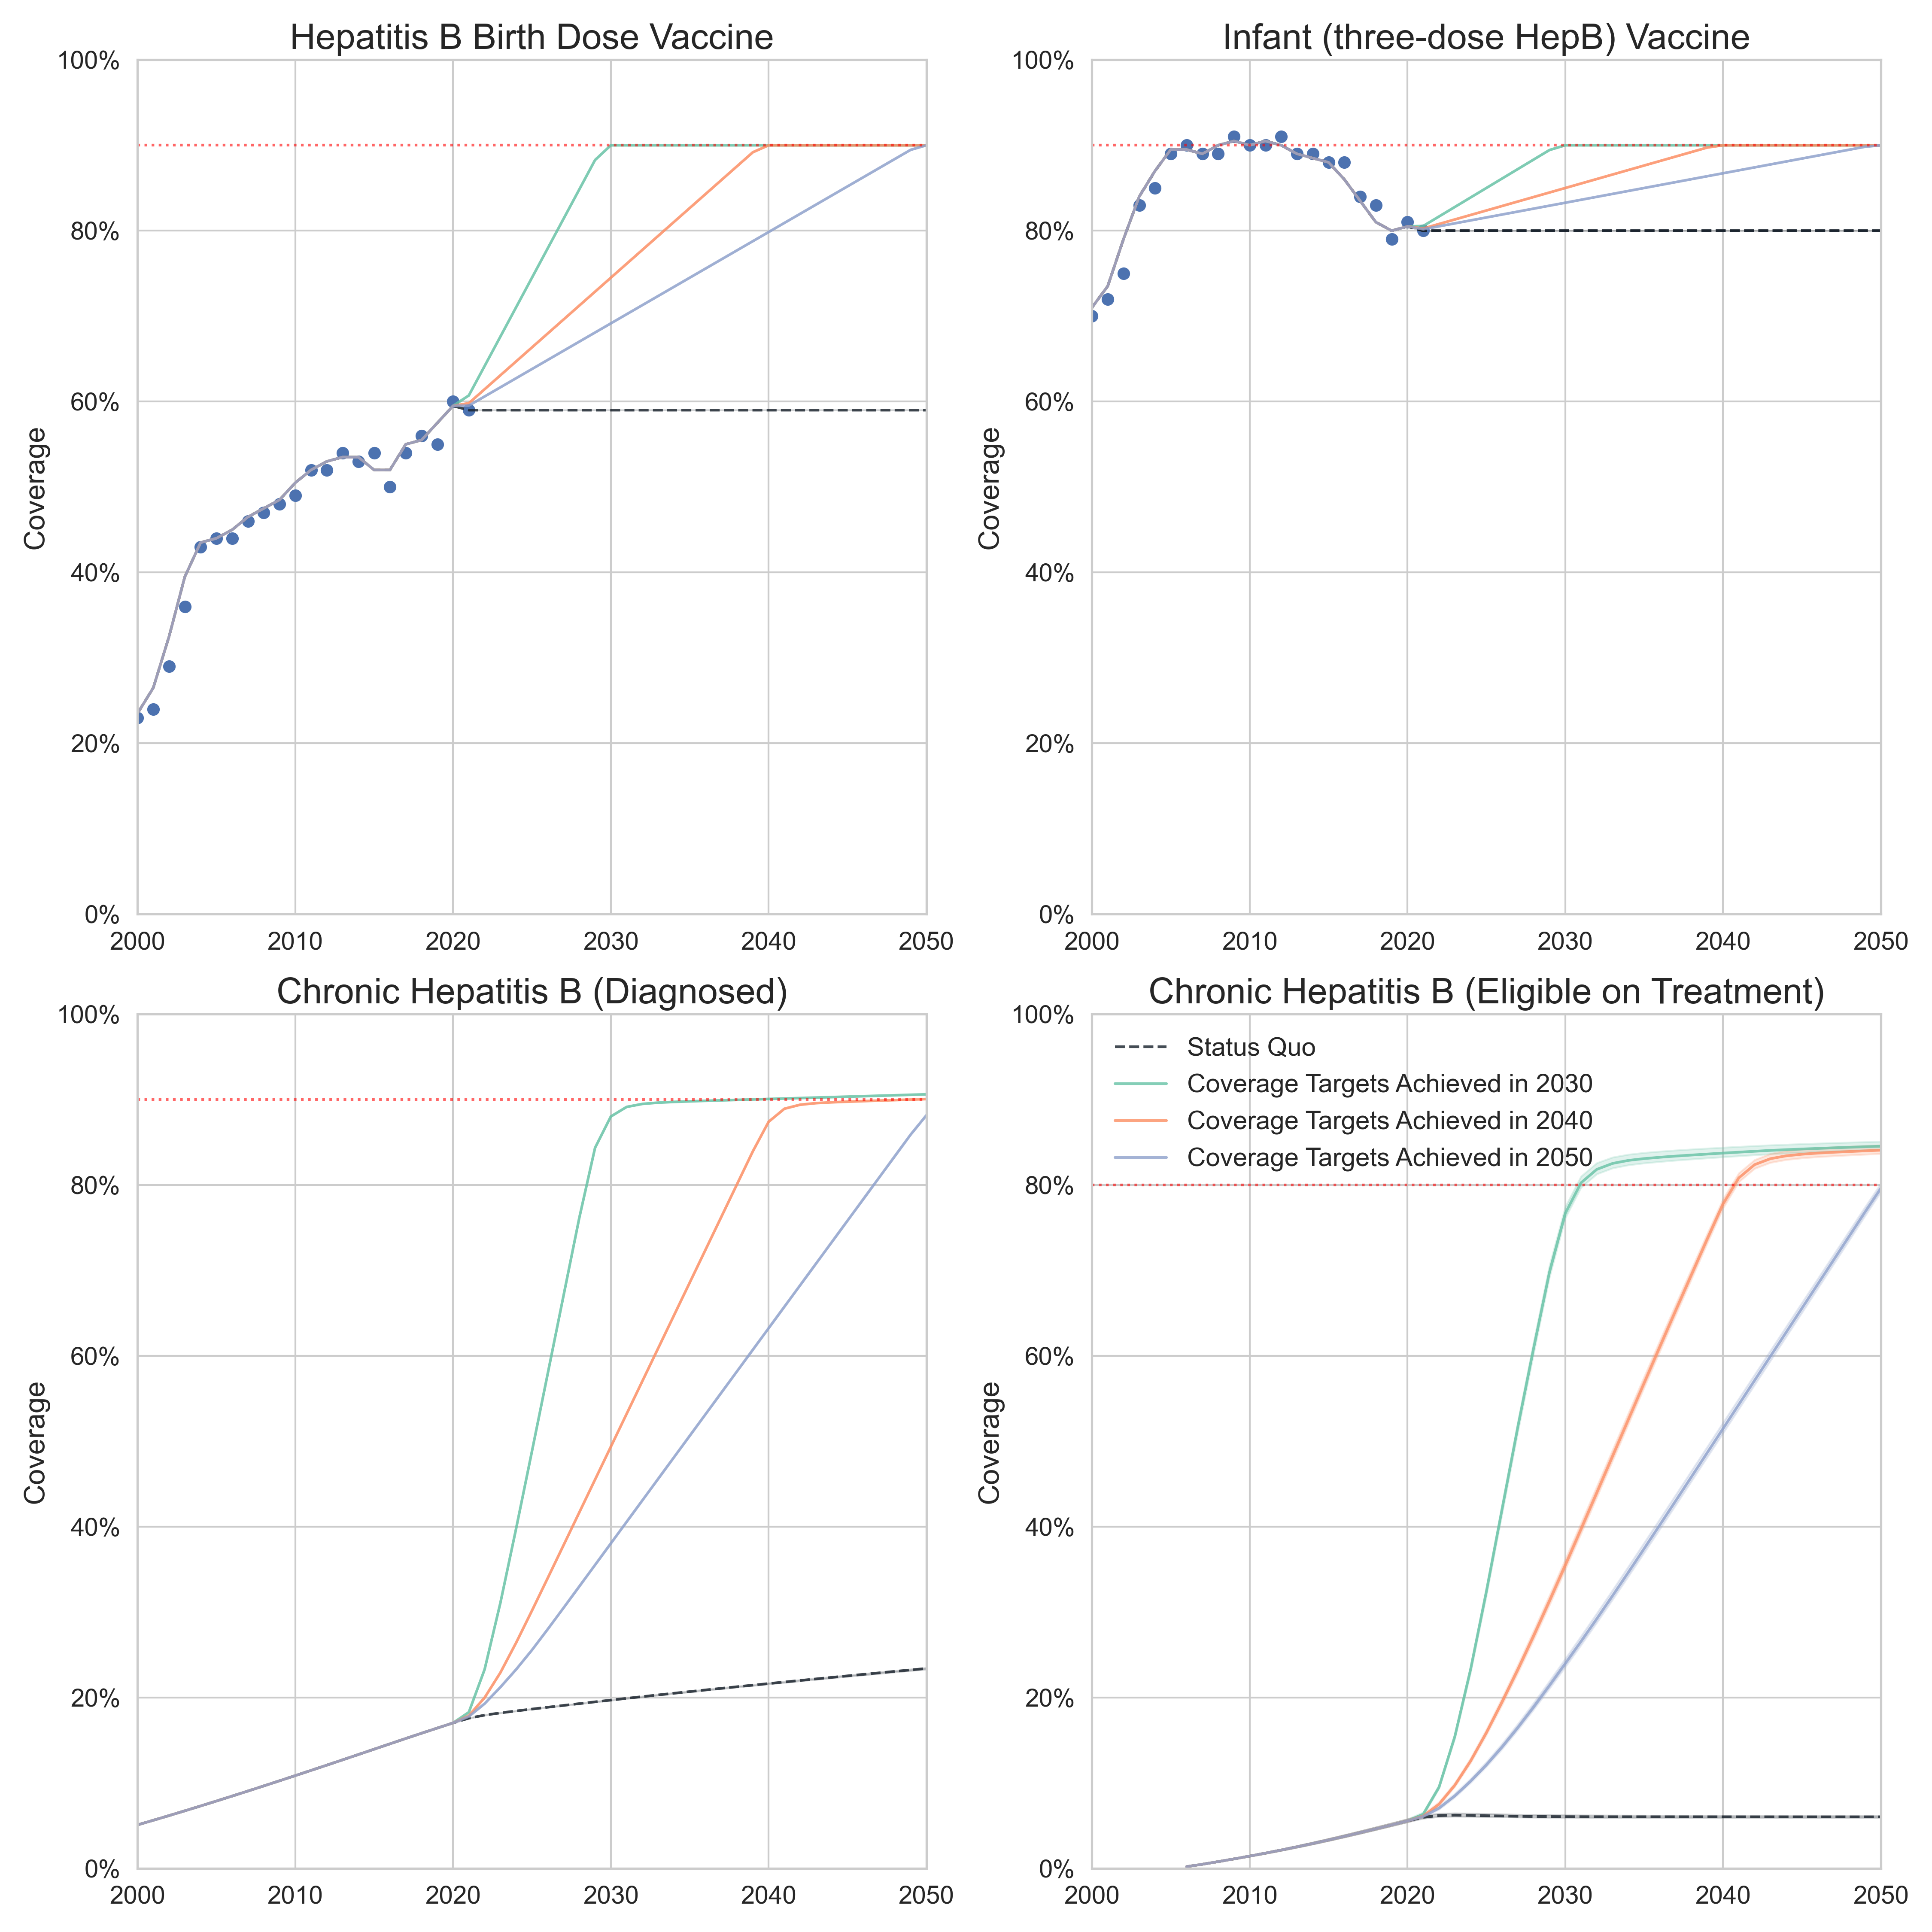 Hepatitis B Birth Dose Vaccine
100%
80%
60%
40%
20%
0%
Coverage
2000 2010 2020 2030 2040 2050
Infant (three-dose HepB) Vaccine
100%
80%
60%
40%
20%
0%
Coverage
2000 2010 2020 2030 2040 2050
Chronic Hepatitis B (Diagnosed)
100%
80%
60%
40%
20%
0%
Coverage
2000 2010 2020 2030 2040 2050
Chronic Hepatitis B (Eligible on Treatment)
Status Quo
Coverage Targets Achieved in 2030
Coverage Targets Achieved in 2040
Coverage Targets Achieved in 2050
100%
80%
60%
40%
20%
0%
Coverage
2000 2010 2020 2030 2040 2050